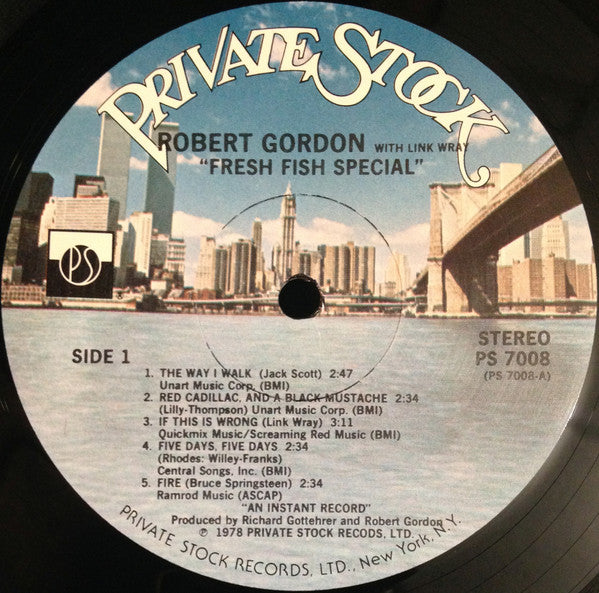 PRIVATE STOCK
ROBERT GORDON WITH LINK WRAY
"FRESH FISH SPECIAL"
PS
SIDE 1
STEREO
PS 7008
(PS 7008-A)
1. THE WAY I WALK (Jack Scott) 2:47
Unart Music Corp. (BMI)
2. RED CADILLAC, AND A BLACK MUSTACHE 2:34
(Lilly-Thompson) Unart Music Corp. (BMI)
3. IF THIS IS WRONG (Link Wray) 3:11
Quickmix Music/Screaming Red Music (BMI)
4. FIVE DAYS, FIVE DAYS 2:34
(Rhodes: Willey-Franks)
Central Songs, Inc. (BMI)
5. FIRE (Bruce Springsteen) 2:34
Ramrod Music (ASCAP)
"AN INSTANT RECORD"
Produced by Richard Gottehrer and Robert Gordon
℗ 1978 PRIVATE STOCK RECODS, LTD.
PRIVATE STOCK RECORDS, LTD., New York, N.Y.